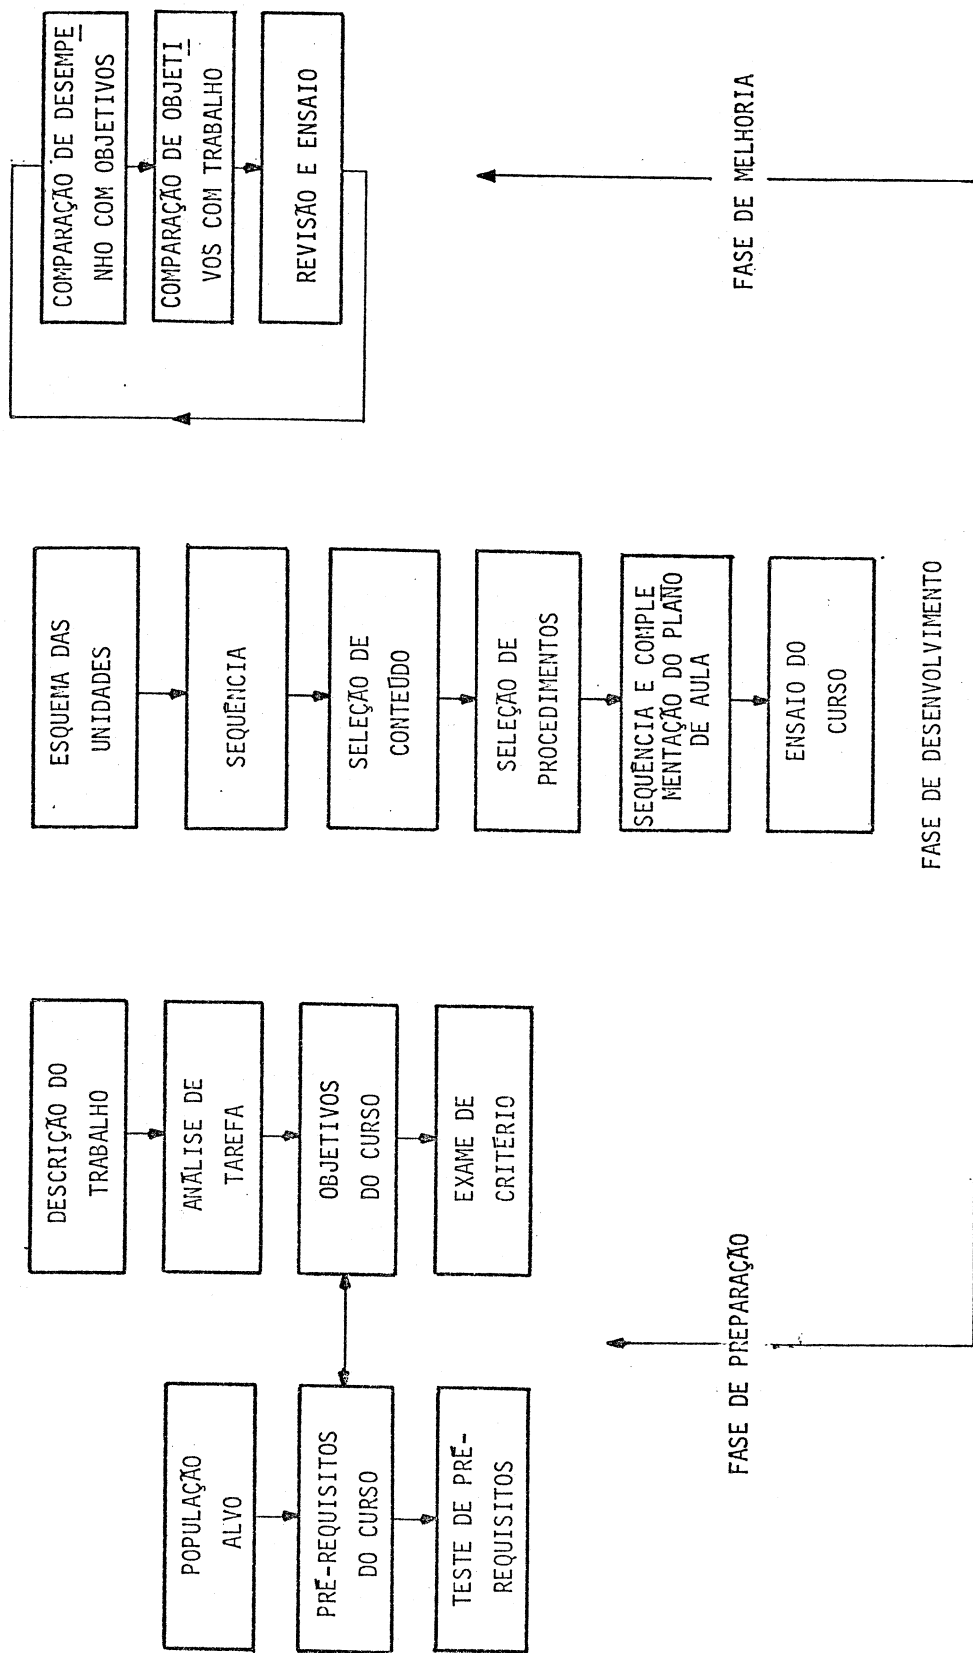 POPULAÇÃO
ALVO
PRÉ-REQUISITOS
DO CURSO
TESTE DE PRÉ-
REQUISITOS
DESCRIÇÃO DO
TRABALHO
ANÁLISE DE
TAREFA
OBJETIVOS
DO CURSO
EXAME DE
CRITÉRIO
FASE DE PREPARAÇÃO
ESQUEMA DAS
UNIDADES
SEQUÊNCIA
SELEÇÃO DE
CONTEÚDO
SELEÇÃO DE
PROCEDIMENTOS
SEQUÊNCIA E COMPLE
MENTAÇÃO DO PLANO
DE AULA
ENSAIO DO
CURSO
FASE DE DESENVOLVIMENTO
COMPARAÇÃO DE DESEMPE
NHO COM OBJETIVOS
COMPARAÇÃO DE OBJETI
VOS COM TRABALHO
REVISÃO E ENSAIO
FASE DE MELHORIA